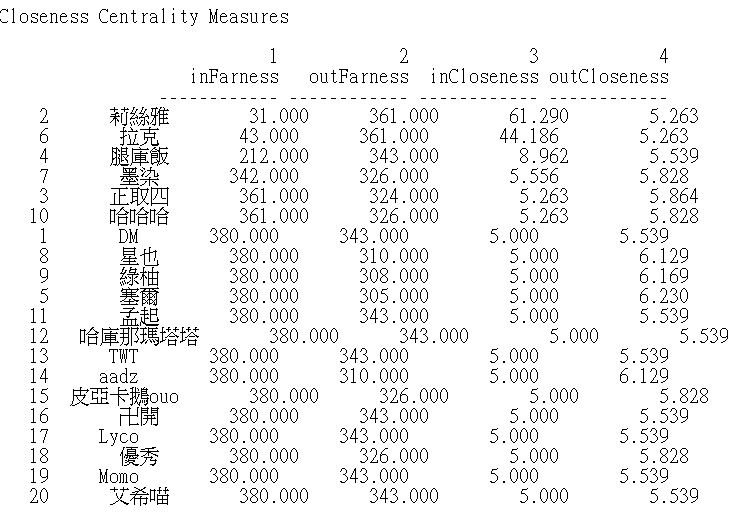 Closeness Centrality Measures
1 2 3 4
inFarness outFarness inCloseness outCloseness
------------ ------------ ------------ ------------
2 莉絲雅 31.000 361.000 61.290 5.263
6 拉克 43.000 361.000 44.186 5.263
4 腿庫飯 212.000 343.000 8.962 5.539
7 墨染 342.000 326.000 5.556 5.828
3 正取四 361.000 324.000 5.263 5.864
10 哈哈哈 361.000 326.000 5.263 5.828
1 DM 380.000 343.000 5.000 5.539
8 星也 380.000 310.000 5.000 6.129
9 綠柚 380.000 308.000 5.000 6.169
5 塞爾 380.000 305.000 5.000 6.230
11 孟起 380.000 343.000 5.000 5.539
12 哈庫那瑪塔塔 380.000 343.000 5.000 5.539
13 TWT 380.000 343.000 5.000 5.539
14 aadz 380.000 310.000 5.000 6.129
15 皮亞卡鵝ouo 380.000 326.000 5.000 5.828
16 卍開 380.000 343.000 5.000 5.539
17 Lyco 380.000 343.000 5.000 5.539
18 優秀 380.000 326.000 5.000 5.828
19 Momo 380.000 343.000 5.000 5.539
20 艾希喵 380.000 343.000 5.000 5.539